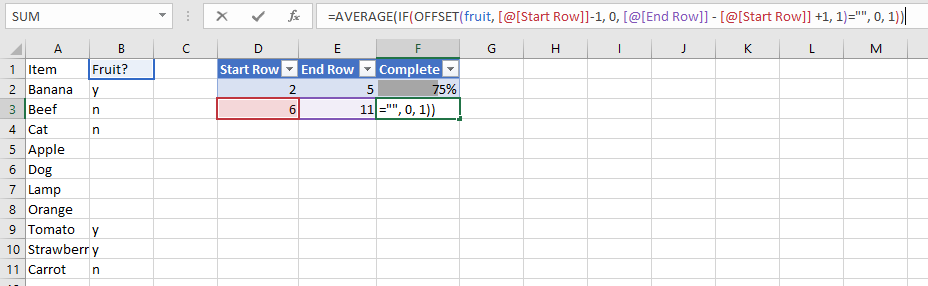 SUM fx =AVERAGE(IF(OFFSET(fruit, [@[Start Row]]-1, 0, [@[End Row]] - [@[Start Row]] +1, 1)="", 0, 1))
A B C D E F G H I J K L M
1 Item Fruit? Start Row End Row Complete
2 Banana y 2 5 75%
3 Beef n 6 11 ="", 0, 1))
4 Cat n
5 Apple
6 Dog
7 Lamp
8 Orange
9 Tomato y
10 Strawberr y
11 Carrot n